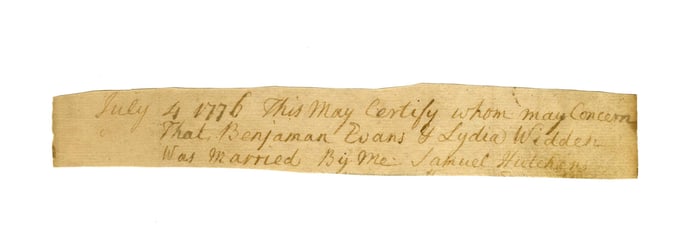 July 4 1776 This May Certify whom may Concern
That Benjaman Evans & Lydia Widden
Was Married By Me Samuel Hutchens